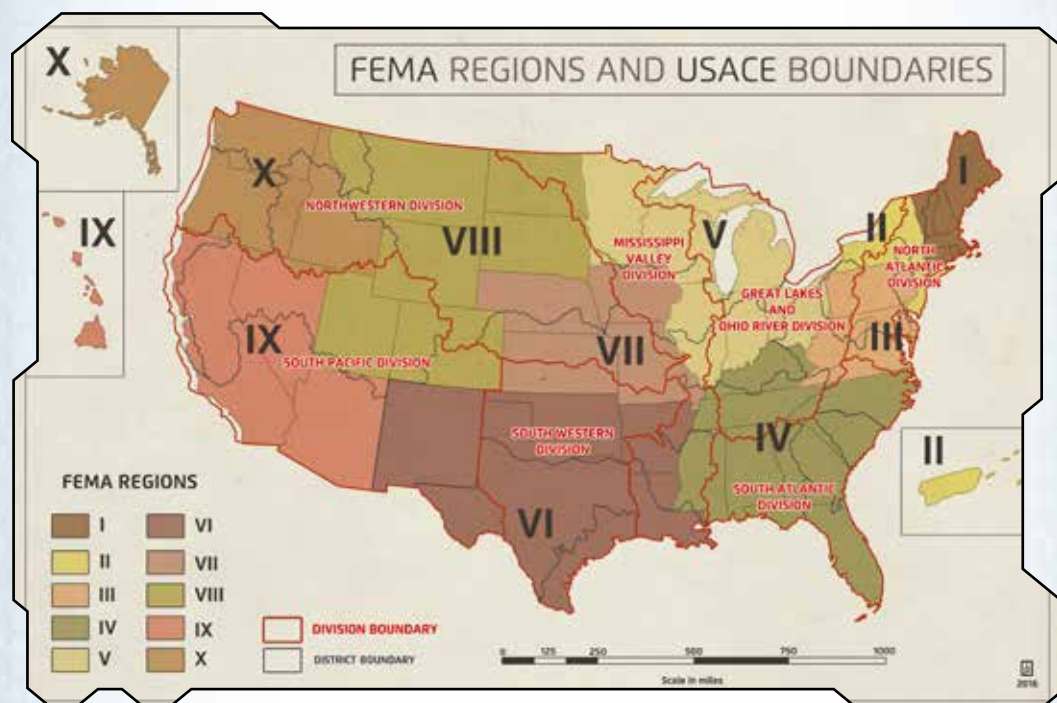 FEMA REGIONS AND USACE BOUNDARIES
X
IX
X
NORTHWESTERN DIVISION
VIII
MISSISSIPPI
VALLEY
DIVISION
V
I
II
NORTH
ATLANTIC
DIVISION
GREAT LAKES
AND
OHIO RIVER DIVISION
IX
SOUTH PACIFIC DIVISION
VII
III
SOUTH WESTERN
DIVISION
IV
SOUTH ATLANTIC
DIVISION
VI
II
FEMA REGIONS
I
II
III
IV
V
VI
VII
VIII
IX
X
DIVISION BOUNDARY
DISTRICT BOUNDARY
0 125 250 500 750 1000
Scale in miles
2016